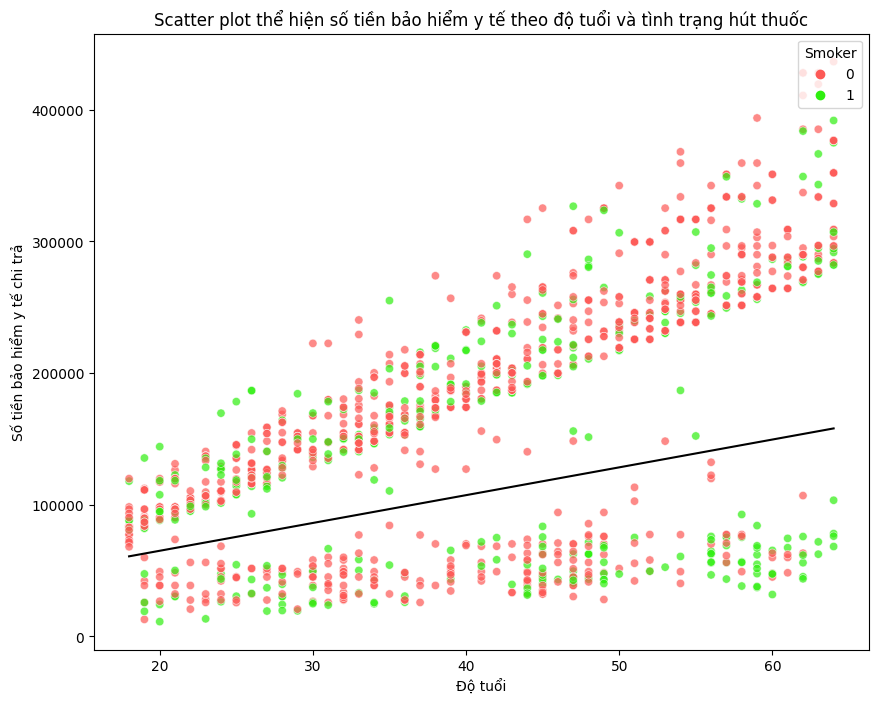 Scatter plot thể hiện số tiền bảo hiểm y tế theo độ tuổi và tình trạng hút thuốc
Smoker
0
1
400000
300000
200000
100000
0
Số tiền bảo hiểm y tế chi trả
20 30 40 50 60
Độ tuổi